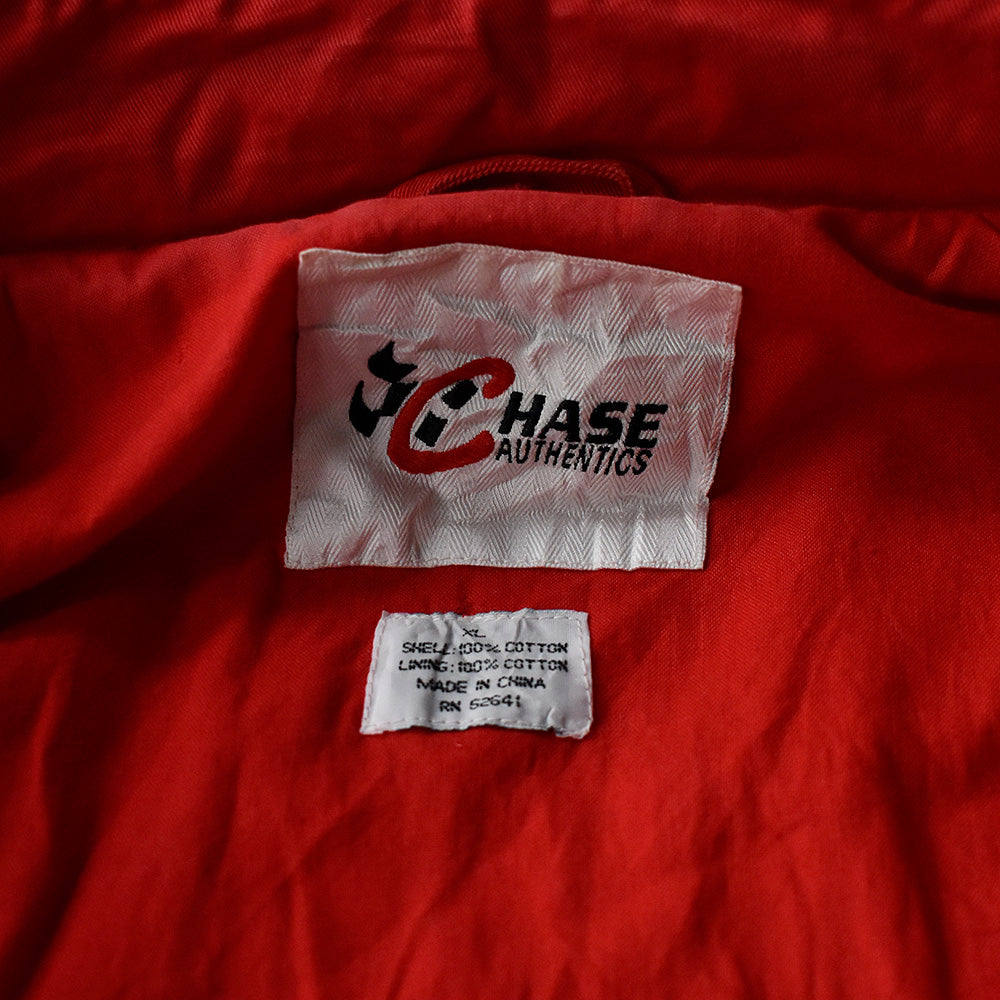 CHASE
AUTHENTICS
XL
SHELL:100% COTTON
LINING:100% COTTON
MADE IN CHINA
RN 52641